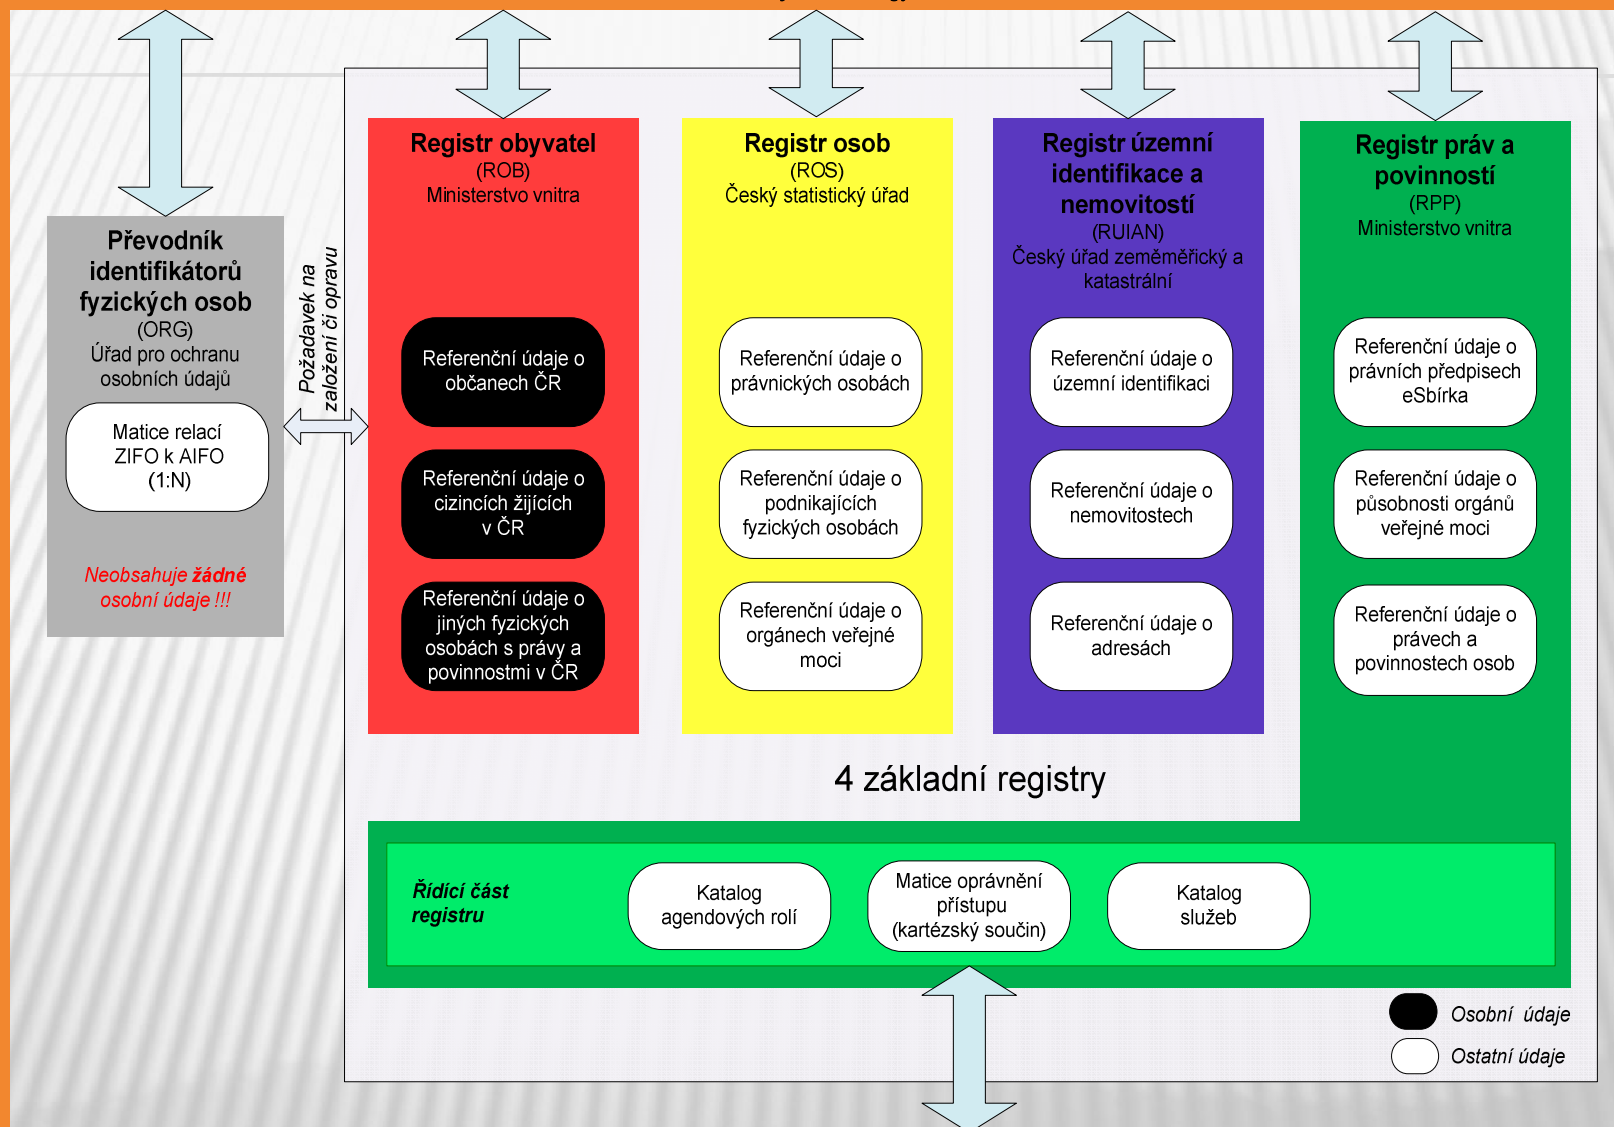 Převodník
identifikátorů
fyzických osob
(ORG)
Úřad pro ochranu
osobních údajů
Matice relací
ZIFO k AIFO
(1:N)
Neobsahuje žádné
osobní údaje !!!
Požadavek na
založení či opravu
Registr obyvatel
(ROB)
Ministerstvo vnitra
Referenční údaje o
občanech ČR
Referenční údaje o
cizincích žijících
v ČR
Referenční údaje o
jiných fyzických
osobách s právy a
povinnostmi v ČR
Registr osob
(ROS)
Český statistický úřad
Referenční údaje o
právnických osobách
Referenční údaje o
podnikajících
fyzických osobách
Referenční údaje o
orgánech veřejné
moci
Registr územní
identifikace a
nemovitostí
(RUIAN)
Český úřad zeměměřický a
katastrální
Referenční údaje o
územní identifikaci
Referenční údaje o
nemovitostech
Referenční údaje o
adresách
Registr práv a
povinností
(RPP)
Ministerstvo vnitra
Referenční údaje o
právních předpisech
eSbírka
Referenční údaje o
působnosti orgánů
veřejné moci
Referenční údaje o
právech a
povinnostech osob
4 základní registry
Řídící část
registru
Katalog
agendových rolí
Matice oprávnění
přístupu
(kartézský součin)
Katalog
služeb
Osobní údaje
Ostatní údaje